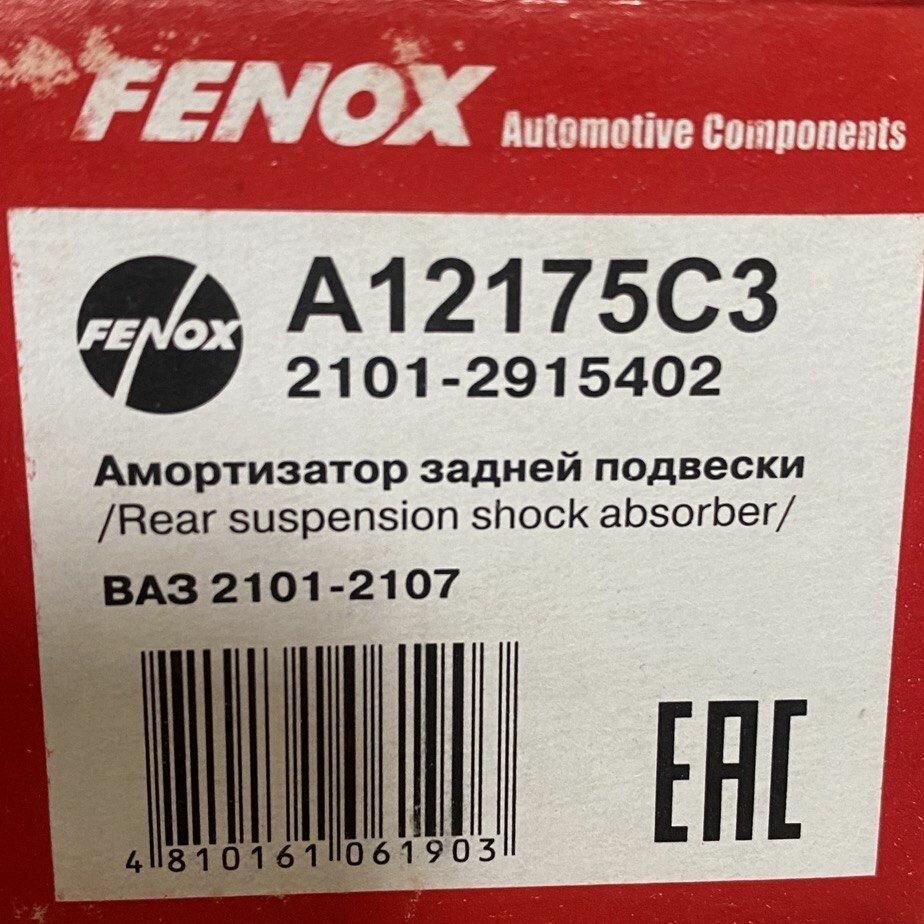 FENOX Automotive Components
FENOX
A12175C3
2101-2915402
Амортизатор задней подвески
/Rear suspension shock absorber/
ВАЗ 2101-2107
4 810161 061903
EAC